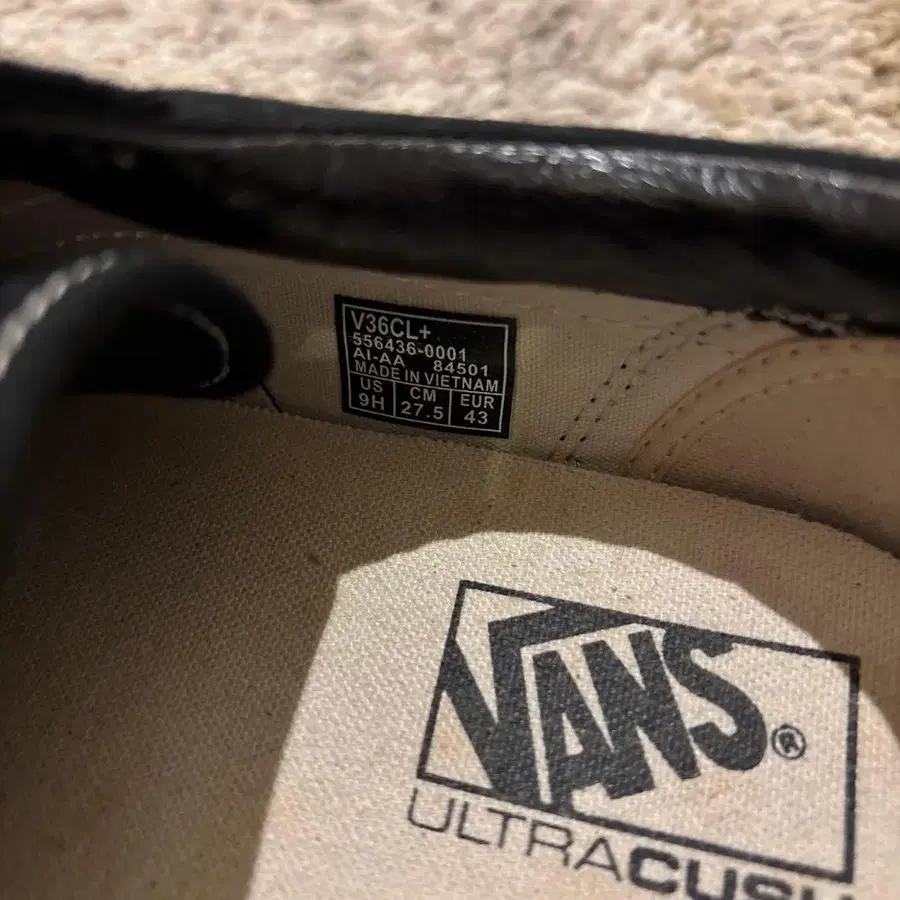 V36CL+
556436-0001
AI-AA 84501
MADE IN VIETNAM
US CM EUR
9H 27.5 43
VANS®
ULTRACUSH